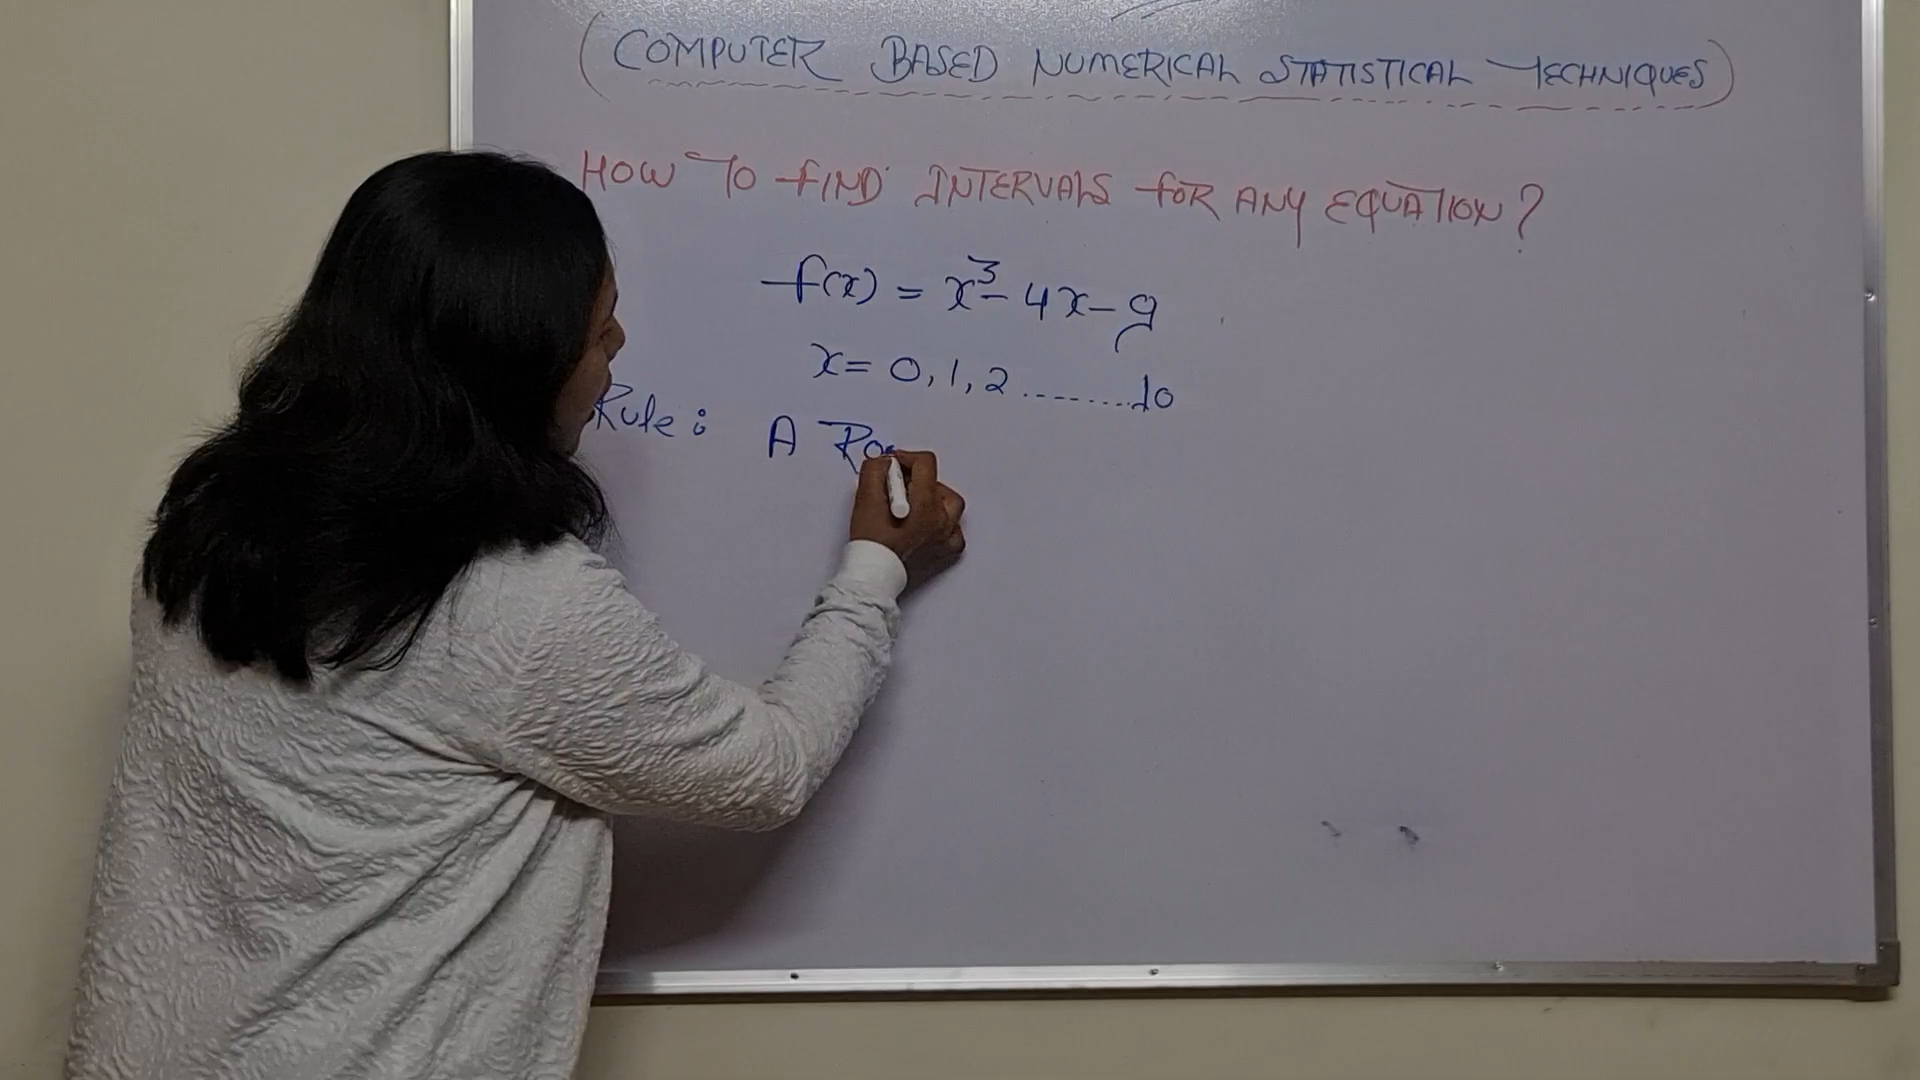 (COMPUTER BASED NUMERICAL STATISTICAL TECHNIQUES)
HOW TO FIND INTERVALS FOR ANY EQUATION?
f(x) = x³ - 4x - 9
x = 0, 1, 2 ........ 10
Rule : A Roo